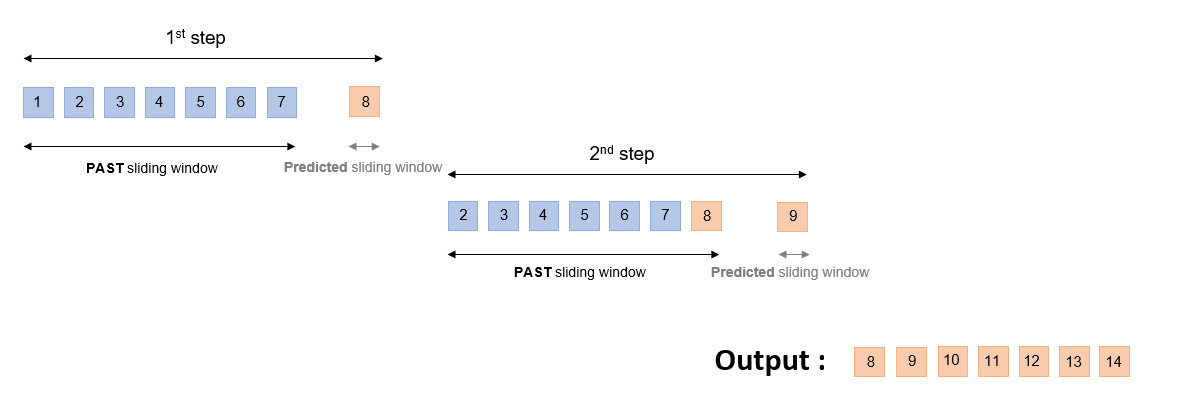 1st step
1 2 3 4 5 6 7 8
PAST sliding window Predicted sliding window
2nd step
2 3 4 5 6 7 8 9
PAST sliding window Predicted sliding window
Output : 8 9 10 11 12 13 14